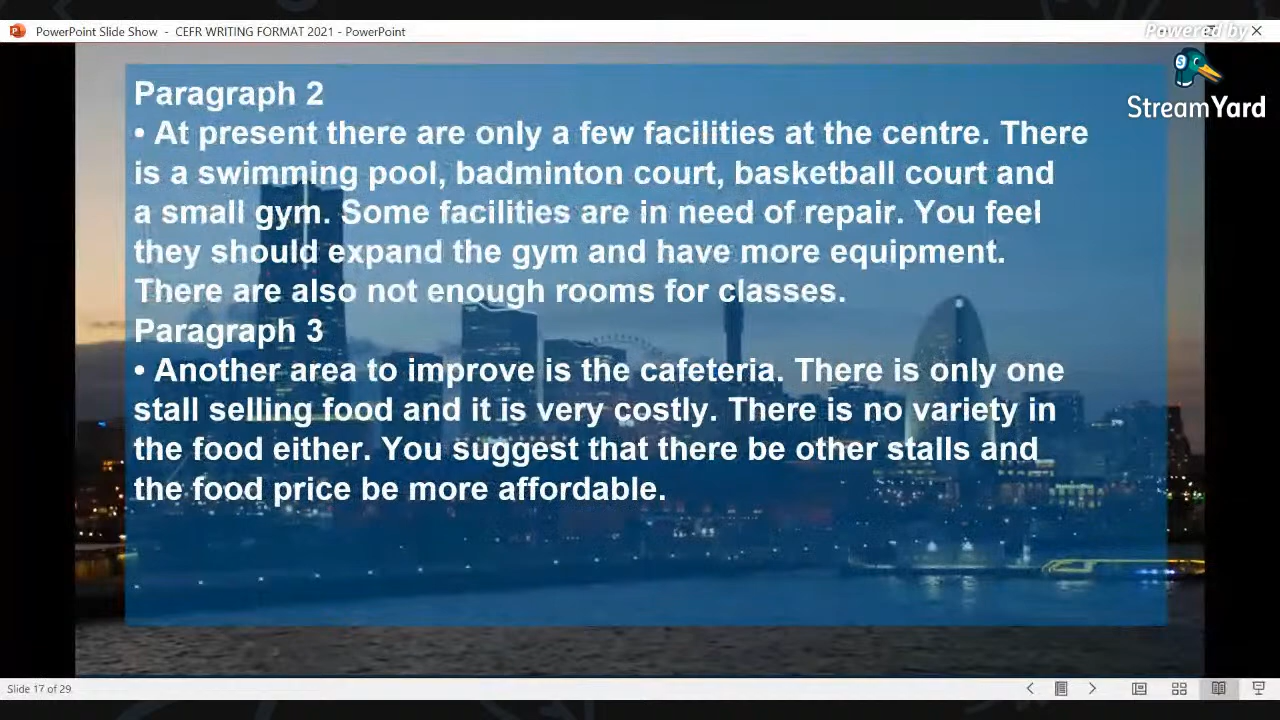 PowerPoint Slide Show - CEFR WRITING FORMAT 2021 - PowerPoint
Powered by
StreamYard
Paragraph 2
• At present there are only a few facilities at the centre. There
is a swimming pool, badminton court, basketball court and
a small gym. Some facilities are in need of repair. You feel
they should expand the gym and have more equipment.
There are also not enough rooms for classes.
Paragraph 3
• Another area to improve is the cafeteria. There is only one
stall selling food and it is very costly. There is no variety in
the food either. You suggest that there be other stalls and
the food price be more affordable.
Slide 17 of 29